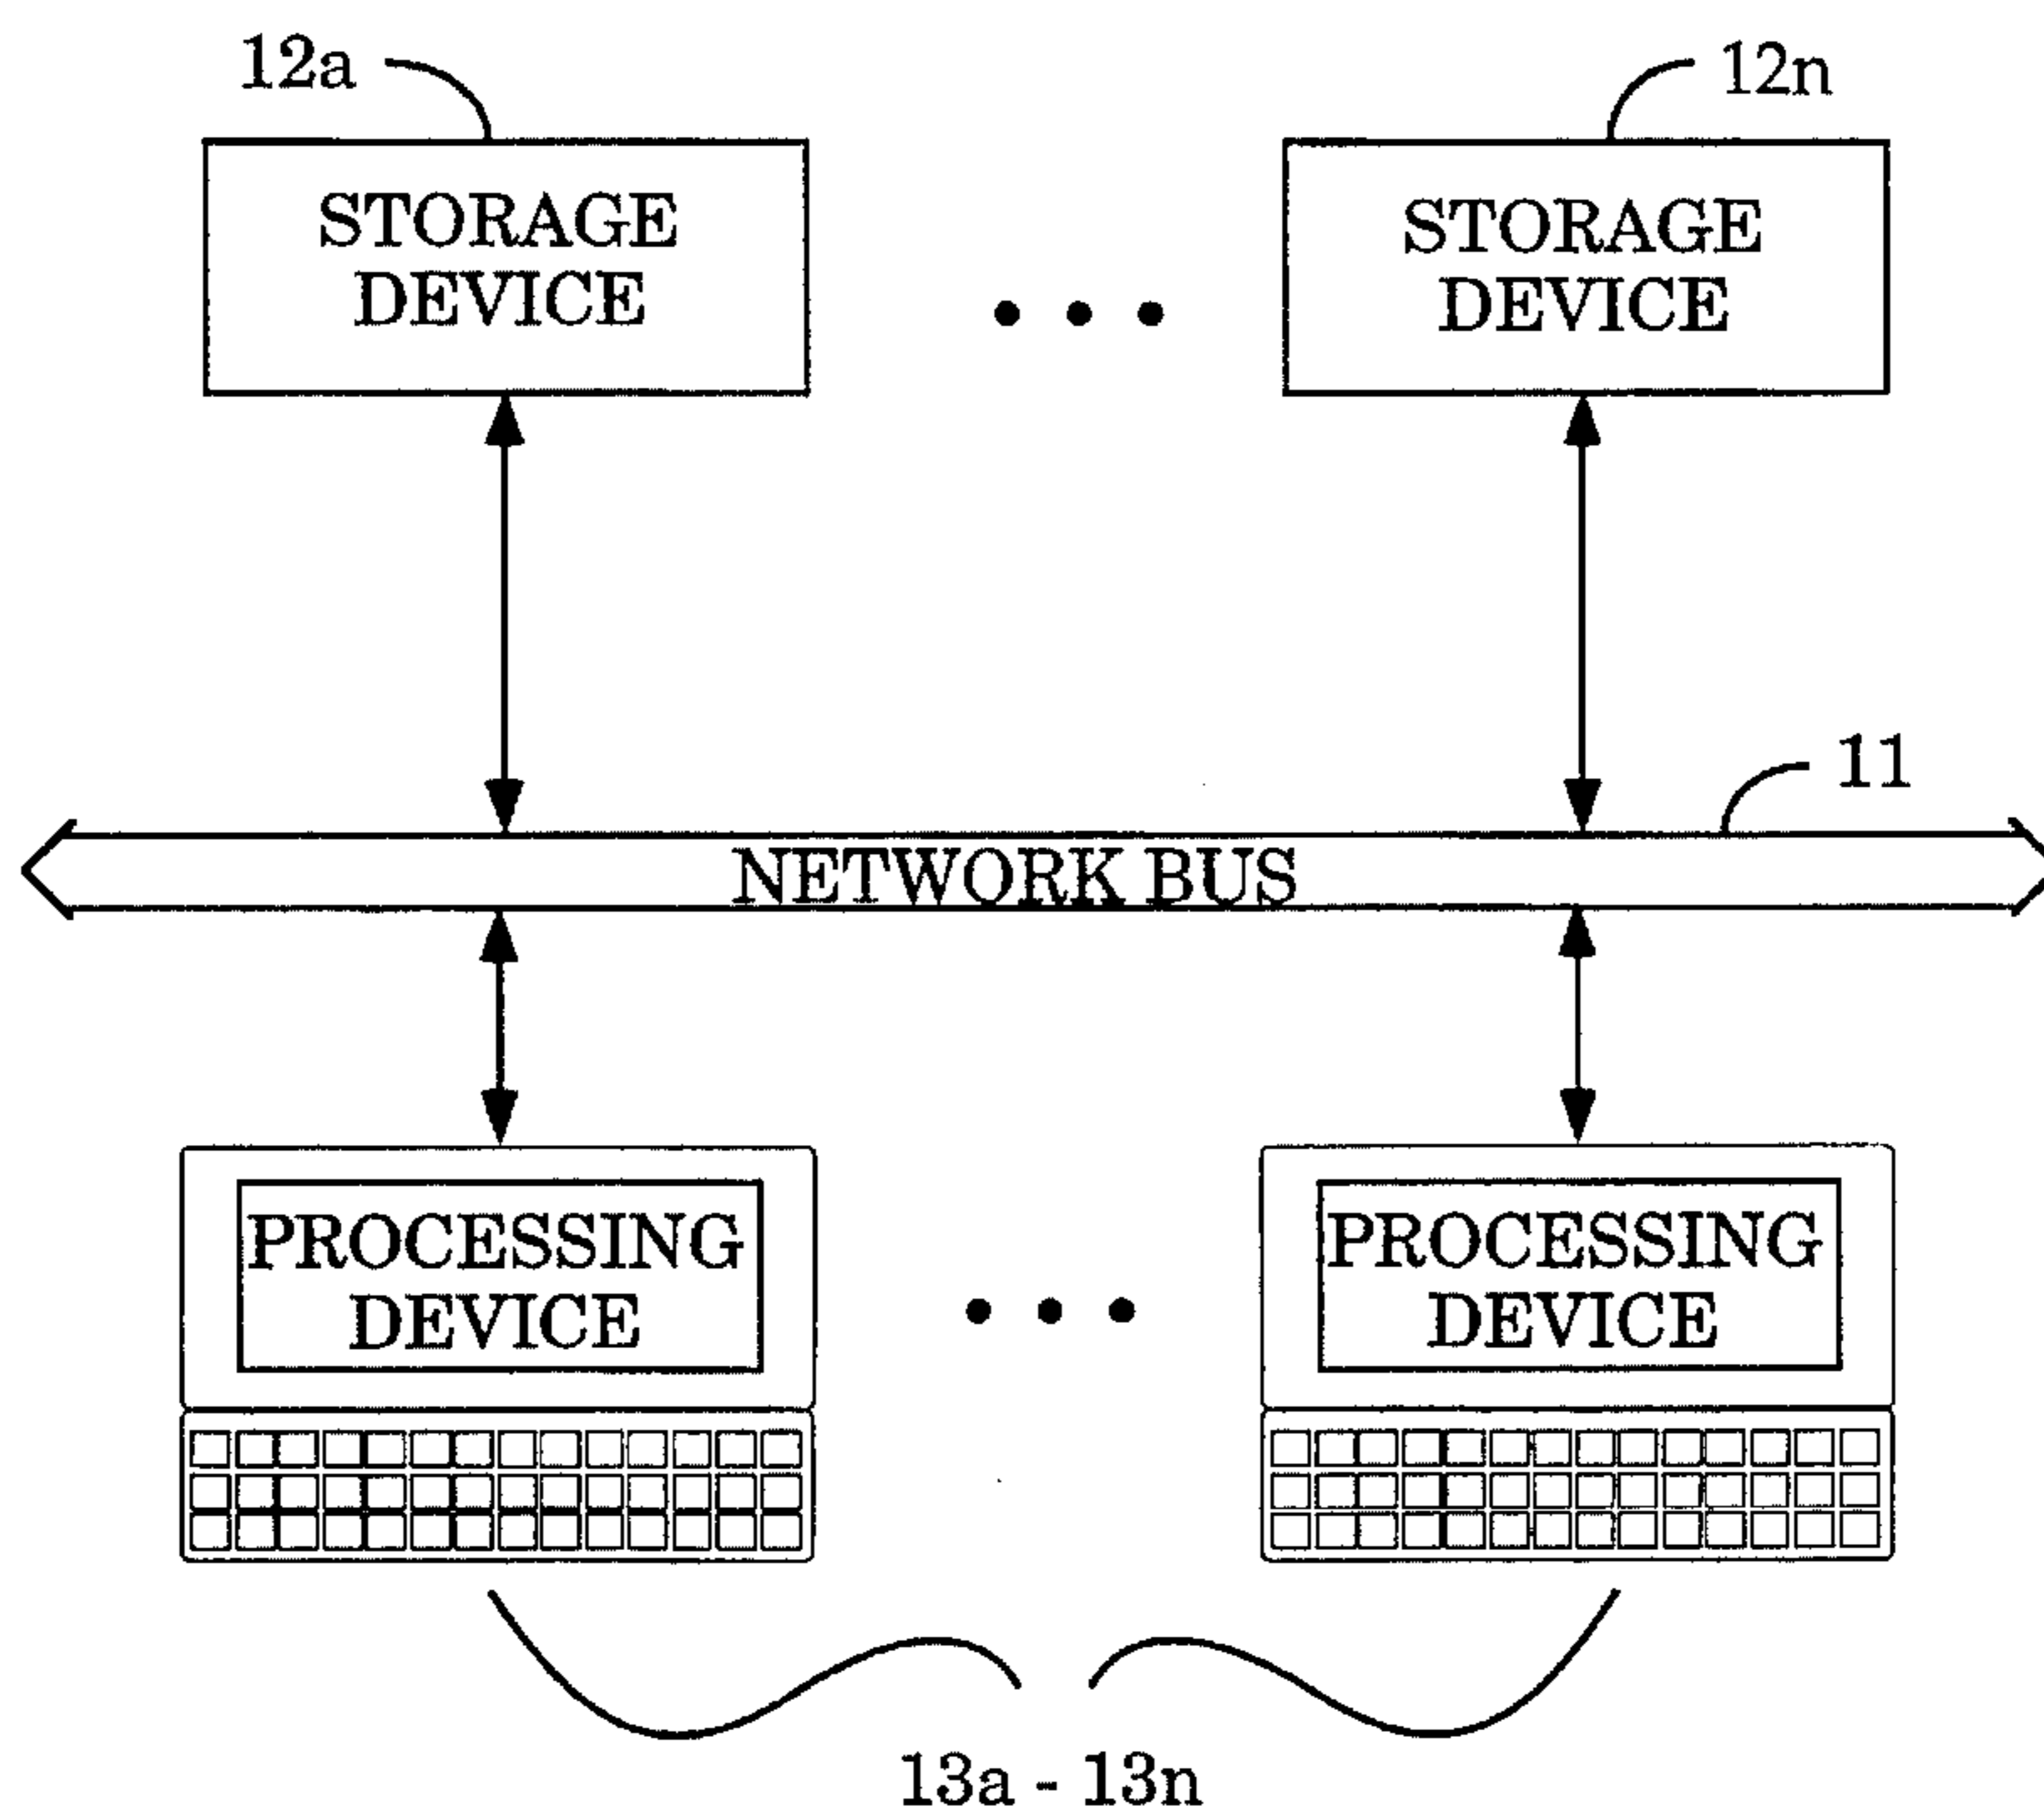 12a
12n
STORAGE
DEVICE
STORAGE
DEVICE
11
NETWORK BUS
PROCESSING
DEVICE
PROCESSING
DEVICE
13a - 13n